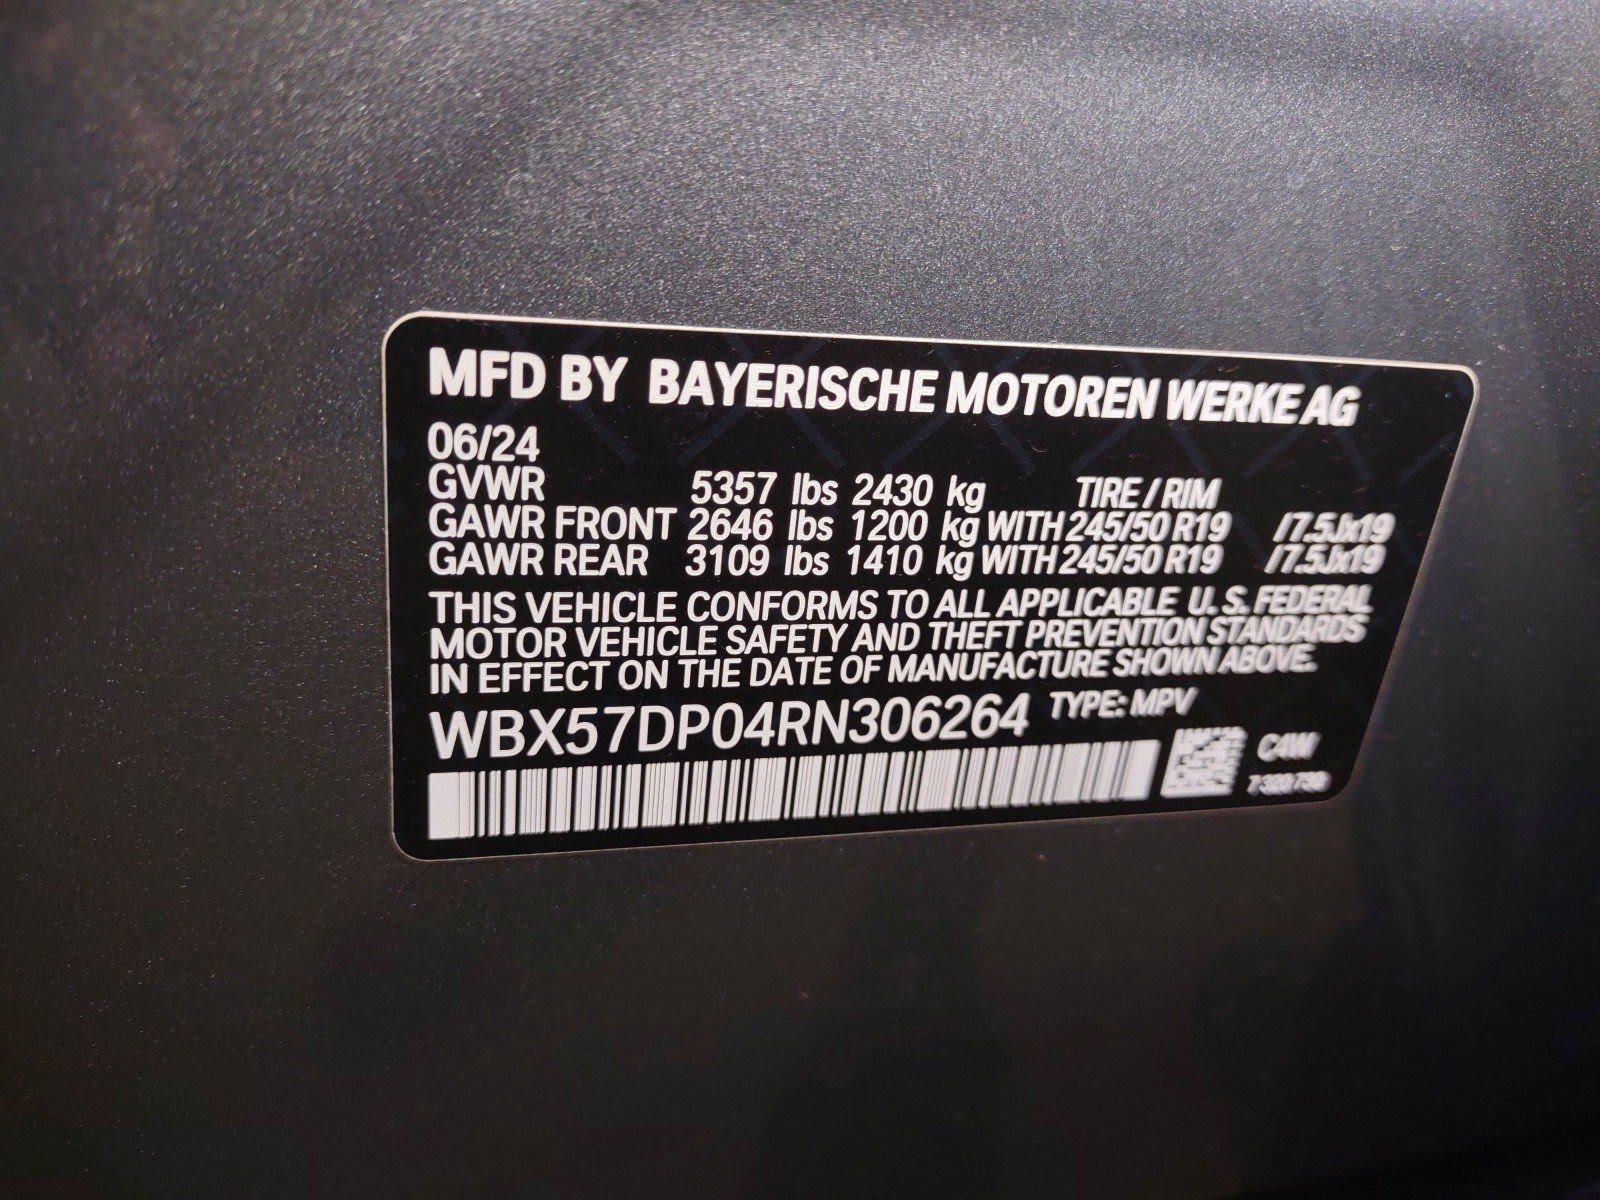 MFD BY BAYERISCHE MOTOREN WERKE AG
06/24
GVWR 5357 lbs 2430 kg TIRE / RIM
GAWR FRONT 2646 lbs 1200 kg WITH 245/50 R19 /7.5Jx19
GAWR REAR 3109 lbs 1410 kg WITH 245/50 R19 /7.5Jx19
THIS VEHICLE CONFORMS TO ALL APPLICABLE U.S. FEDERAL
MOTOR VEHICLE SAFETY AND THEFT PREVENTION STANDARDS
IN EFFECT ON THE DATE OF MANUFACTURE SHOWN ABOVE.
WBX57DP04RN306264 TYPE: MPV
C4W